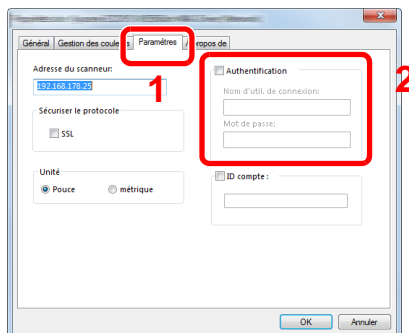 Général
Gestion des coule s
Paramètres
propos de
1
2
Adresse du scanneur:
192.168.178.25
Sécuriser le protocole
SSL
Unité
Pouce
métrique
Authentification
Nom d'util. de connexion:
Mot de passe:
ID compte :
OK
Annuler